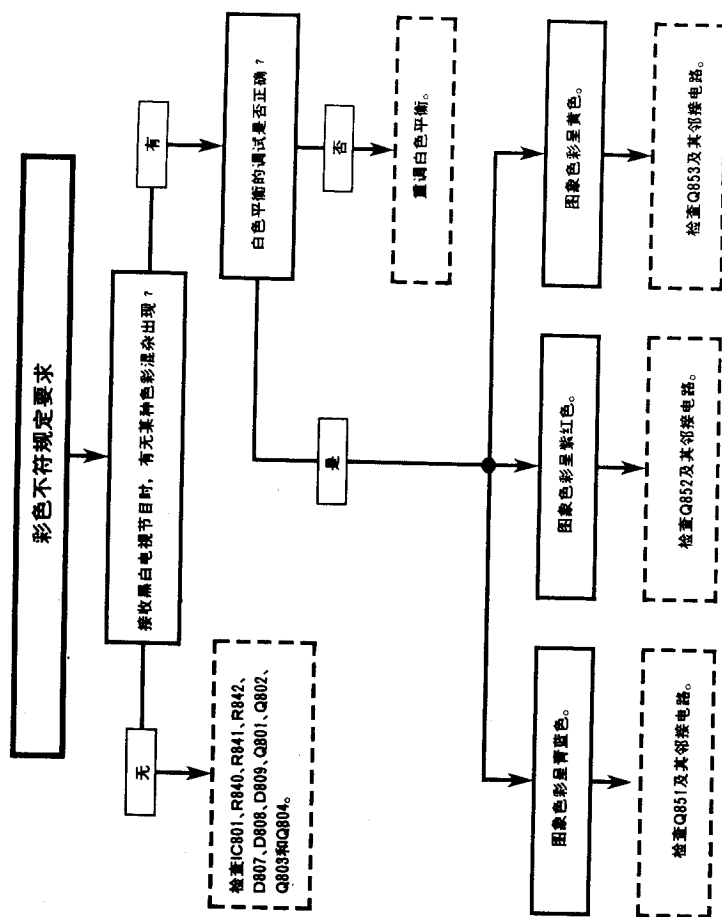 彩色不符规定要求
接收黑白电视节目时，有无某种色彩混杂出现？
无
有
检查IC801、R840、R841、R842、
D807、D808、D809、Q801、Q802、
Q803和Q804。
白色平衡的调试是否正确？
是
否
重调白色平衡。
图象色彩呈青蓝色。
图象色彩呈紫红色。
图象色彩呈黄色。
检查Q851及其邻接电路。
检查Q852及其邻接电路。
检查Q853及其邻接电路。